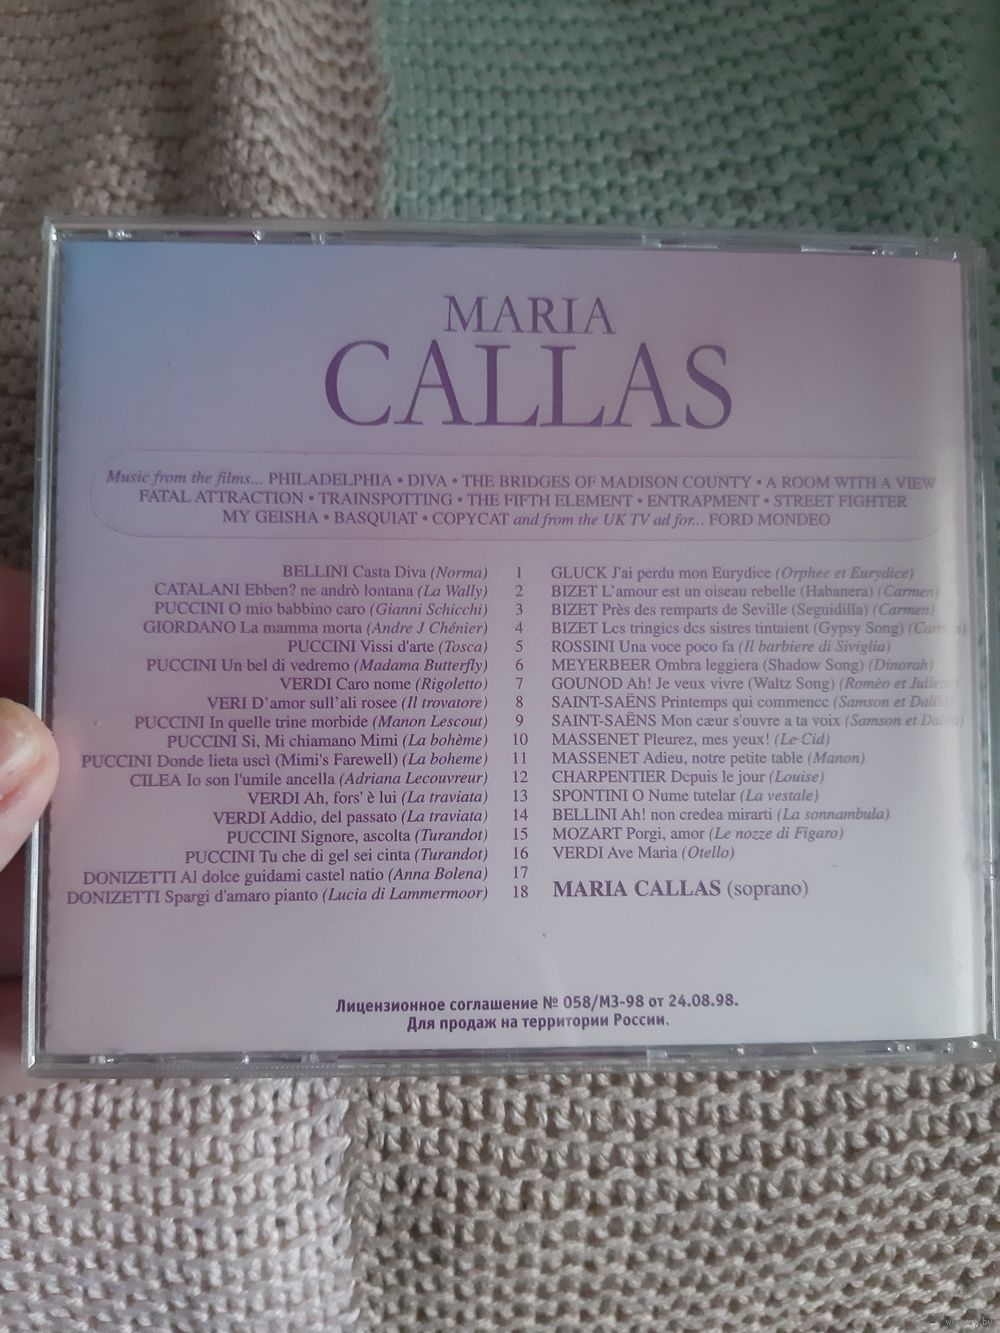 MARIA
CALLAS
Music from the films... PHILADELPHIA • DIVA • THE BRIDGES OF MADISON COUNTY • A ROOM WITH A VIEW
FATAL ATTRACTION • TRAINSPOTTING • THE FIFTH ELEMENT • ENTRAPMENT • STREET FIGHTER
MY GEISHA • BASQUIAT • COPYCAT and from the UK TV ad for... FORD MONDEO
BELLINI Casta Diva (Norma) 1 GLUCK J'ai perdu mon Eurydice (Orphee et Eurydice)
CATALANI Ebben? ne andrò lontana (La Wally) 2 BIZET L'amour est un oiseau rebelle (Habanera) (Carmen)
PUCCINI O mio babbino caro (Gianni Schicchi) 3 BIZET Près des remparts de Seville (Seguidilla) (Carmen)
GIORDANO La mamma morta (Andre J Chénier) 4 BIZET Lcs tringics dcs sistres tintaient (Gypsy Song) (Carmen)
PUCCINI Vissi d'arte (Tosca) 5 ROSSINI Una voce poco fa (Il barbiere di Siviglia)
PUCCINI Un bel di vedremo (Madama Butterfly) 6 MEYERBEER Ombra leggiera (Shadow Song) (Dinorah)
VERDI Caro nome (Rigoletto) 7 GOUNOD Ah! Je veux vivre (Waltz Song) (Romèo et Juliette)
VERI D'amor sull'ali rosee (Il trovatore) 8 SAINT-SAËNS Printemps qui commencc (Samson et Dalila)
PUCCINI In quelle trine morbide (Manon Lescout) 9 SAINT-SAËNS Mon cœur s'ouvre a ta voix (Samson et Dalila)
PUCCINI Si, Mi chiamano Mimi (La bohème) 10 MASSENET Pleurez, mes yeux! (Le Cid)
PUCCINI Donde lieta uscì (Mimi's Farewell) (La boheme) 11 MASSENET Adieu, notre petite table (Manon)
CILEA Io son l'umile ancella (Adriana Lecouvreur) 12 CHARPENTIER Dcpuis le jour (Louise)
VERDI Ah, fors' è lui (La traviata) 13 SPONTINI O Nume tutelar (La vestale)
VERDI Addio, del passato (La traviata) 14 BELLINI Ah! non credea mirarti (La sonnambula)
PUCCINI Signore, ascolta (Turandot) 15 MOZART Porgi, amor (Le nozze di Figaro)
PUCCINI Tu che di gel sei cinta (Turandot) 16 VERDI Ave Maria (Otello)
DONIZETTI Al dolce guidami castel natio (Anna Bolena) 17
DONIZETTI Spargi d'amaro pianto (Lucia di Lammermoor) 18 MARIA CALLAS (soprano)
Лицензионное соглашение № 058/МЗ-98 от 24.08.98.
Для продаж на территории России.